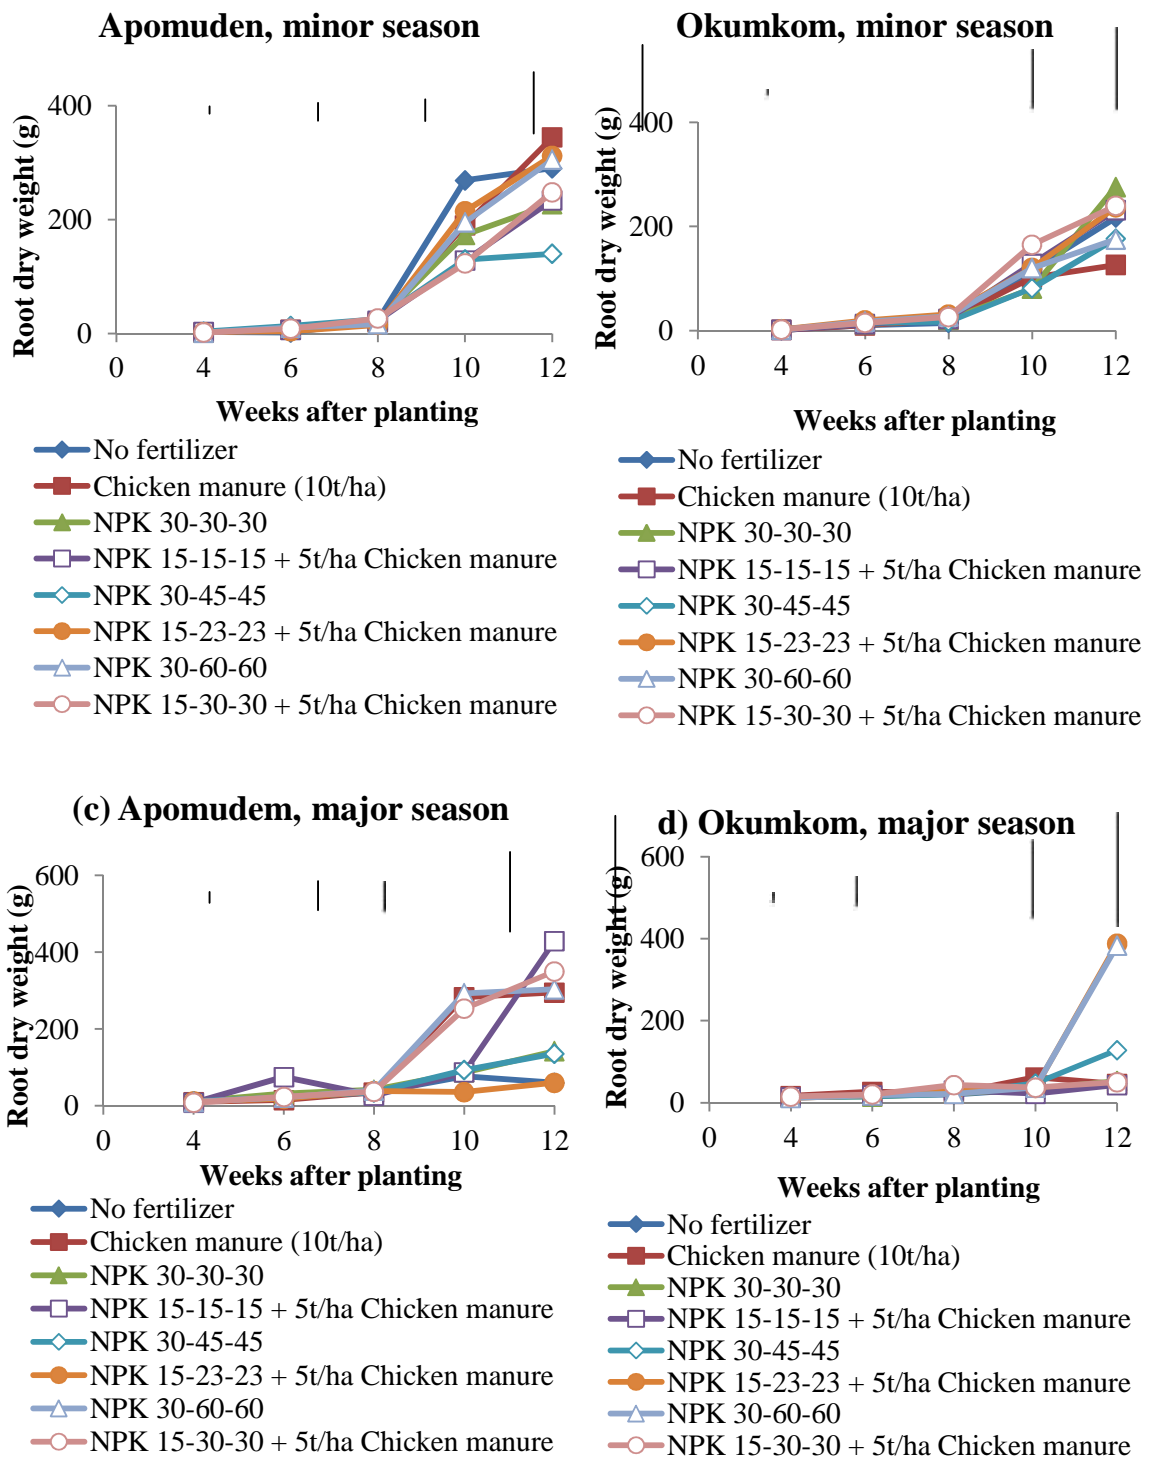 Apomuden, minor season
Root dry weight (g)
400
200
0
0 4 6 8 10 12
Weeks after planting
No fertilizer
Chicken manure (10t/ha)
NPK 30-30-30
NPK 15-15-15 + 5t/ha Chicken manure
NPK 30-45-45
NPK 15-23-23 + 5t/ha Chicken manure
NPK 30-60-60
NPK 15-30-30 + 5t/ha Chicken manure
Okumkom, minor season
Root dry weight (g)
400
200
0
0 4 6 8 10 12
Weeks after planting
No fertilizer
Chicken manure (10t/ha)
NPK 30-30-30
NPK 15-15-15 + 5t/ha Chicken manure
NPK 30-45-45
NPK 15-23-23 + 5t/ha Chicken manure
NPK 30-60-60
NPK 15-30-30 + 5t/ha Chicken manure
(c) Apomudem, major season
Root dry weight (g)
600
400
200
0
0 4 6 8 10 12
Weeks after planting
No fertilizer
Chicken manure (10t/ha)
NPK 30-30-30
NPK 15-15-15 + 5t/ha Chicken manure
NPK 30-45-45
NPK 15-23-23 + 5t/ha Chicken manure
NPK 30-60-60
NPK 15-30-30 + 5t/ha Chicken manure
d) Okumkom, major season
Root dry weight (g)
600
400
200
0
0 4 6 8 10 12
Weeks after planting
No fertilizer
Chicken manure (10t/ha)
NPK 30-30-30
NPK 15-15-15 + 5t/ha Chicken manure
NPK 30-45-45
NPK 15-23-23 + 5t/ha Chicken manure
NPK 30-60-60
NPK 15-30-30 + 5t/ha Chicken manure